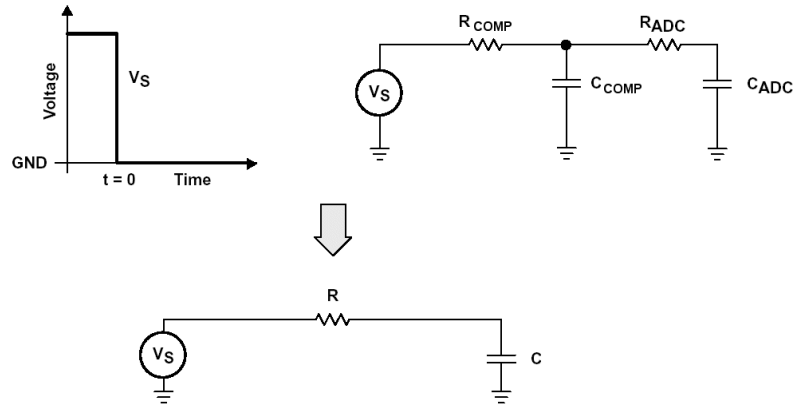 Voltage
VS
GND
t = 0 Time
RCOMP
RADC
VS
CCOMP
CADC
R
VS
C